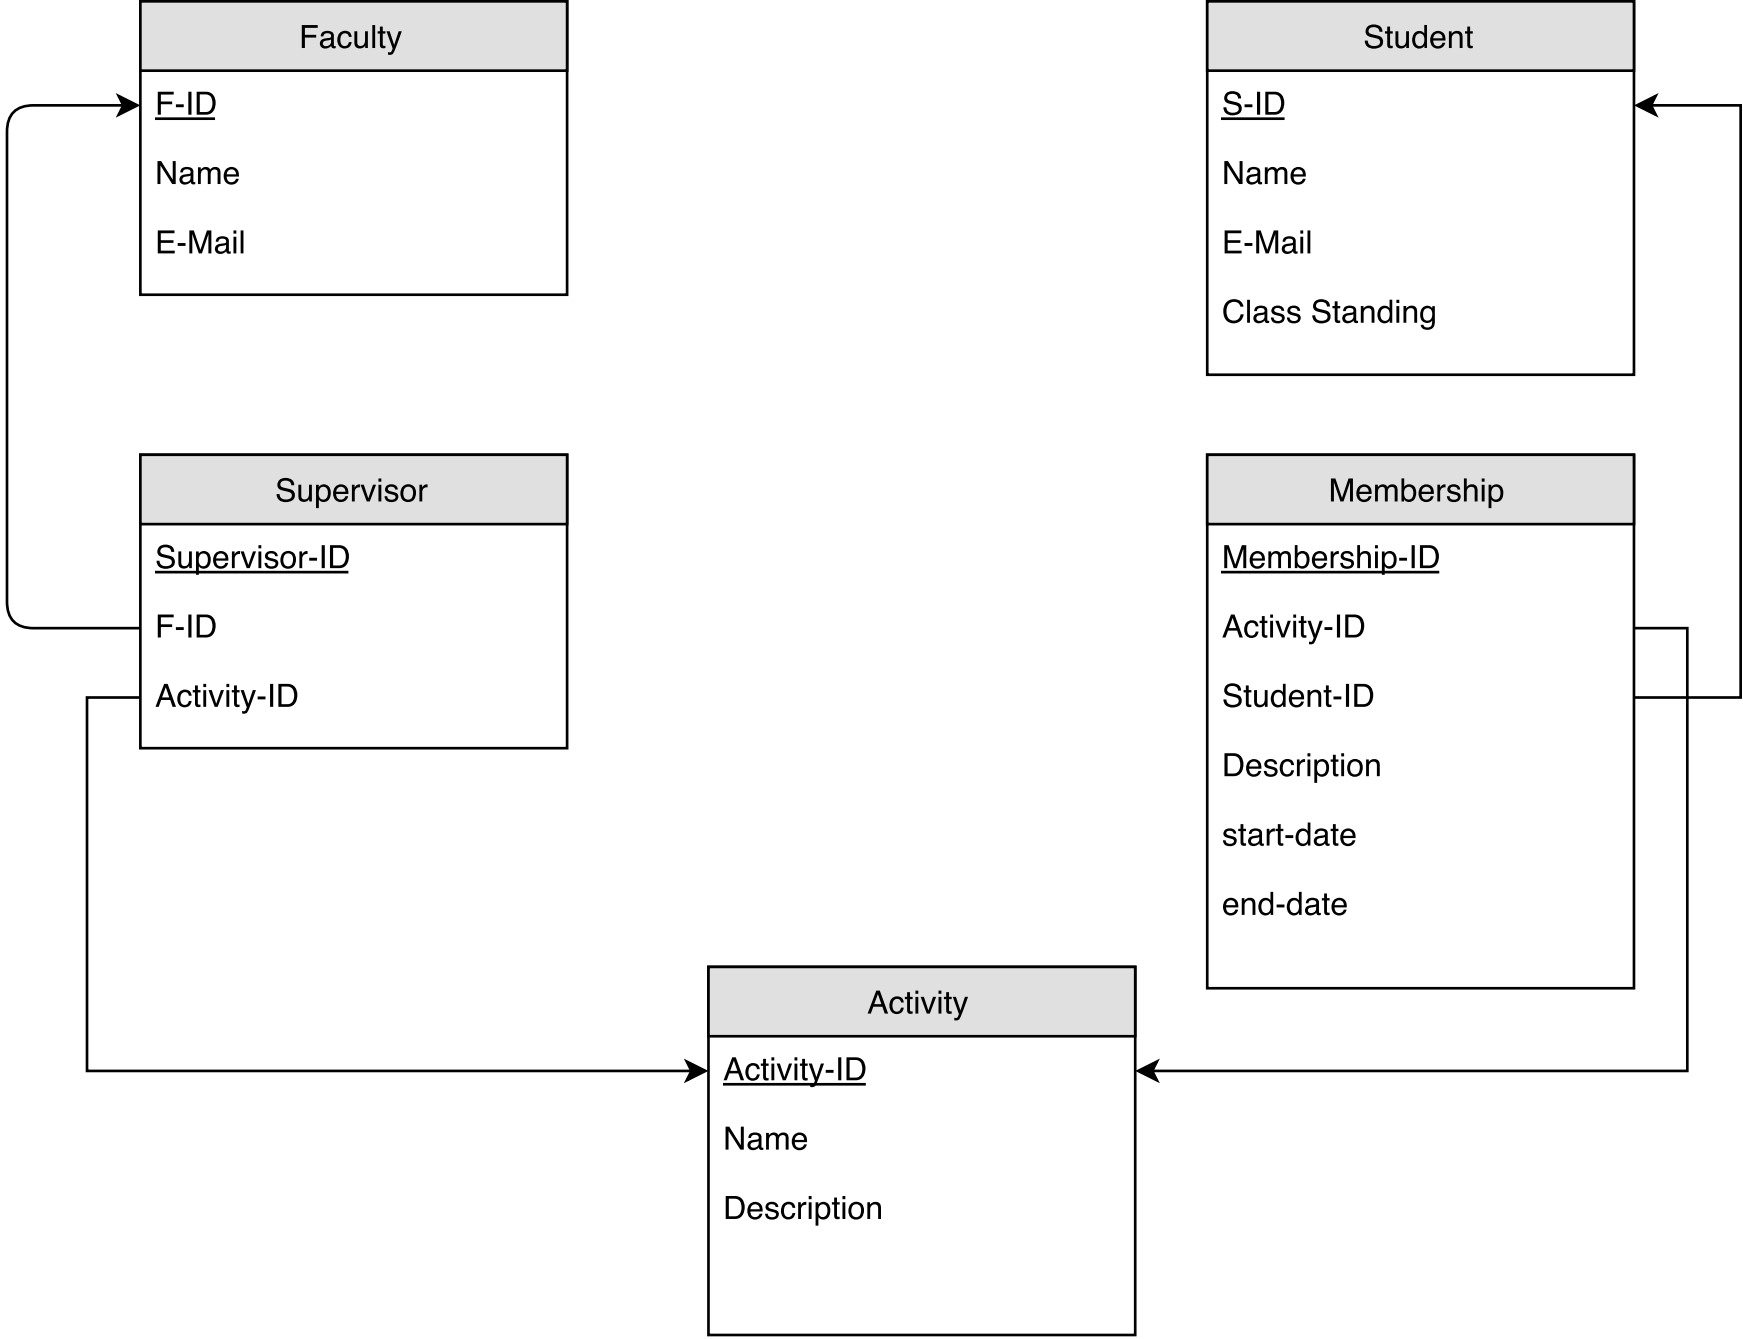 Faculty
F-ID
Name
E-Mail
Student
S-ID
Name
E-Mail
Class Standing
Supervisor
Supervisor-ID
F-ID
Activity-ID
Membership
Membership-ID
Activity-ID
Student-ID
Description
start-date
end-date
Activity
Activity-ID
Name
Description